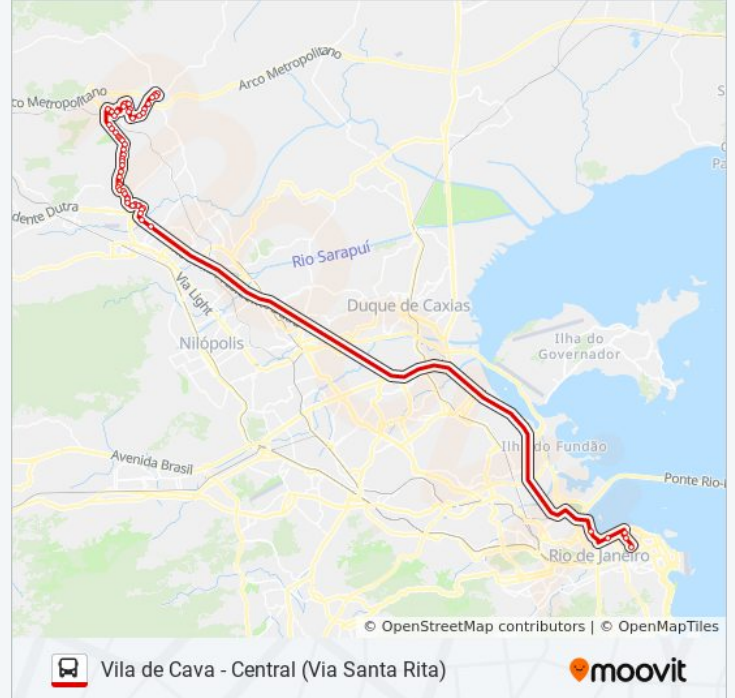 Arco Metropolitano
co Metropolitano
dente Dutra
Rio Sarapuí
Via Light
Duque de Caxias
Nilópolis
Ilha do
Governador
Avenida Brasil
do Fundão
Ponte Rio-
Rio de Janeiro
© OpenStreetMap contributors | © OpenMapTiles
Vila de Cava - Central (Via Santa Rita)
moovit